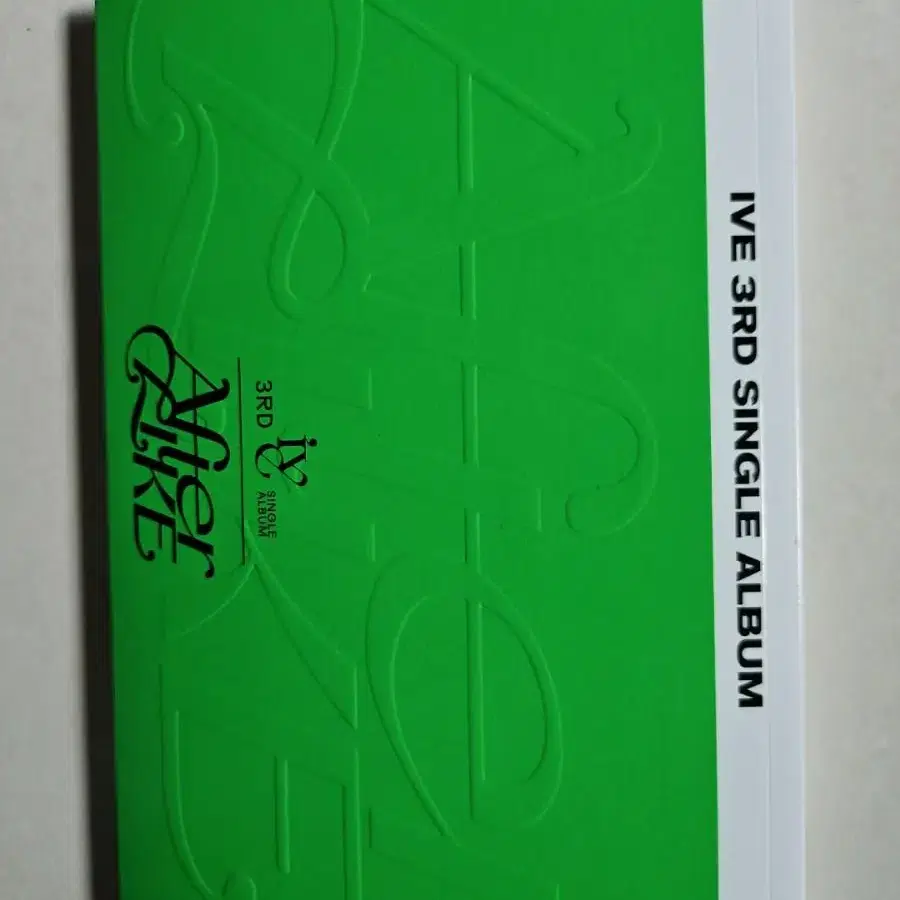 IVE 3RD SINGLE ALBUM
3RD
IVE
SINGLE
ALBUM
After
LIKE